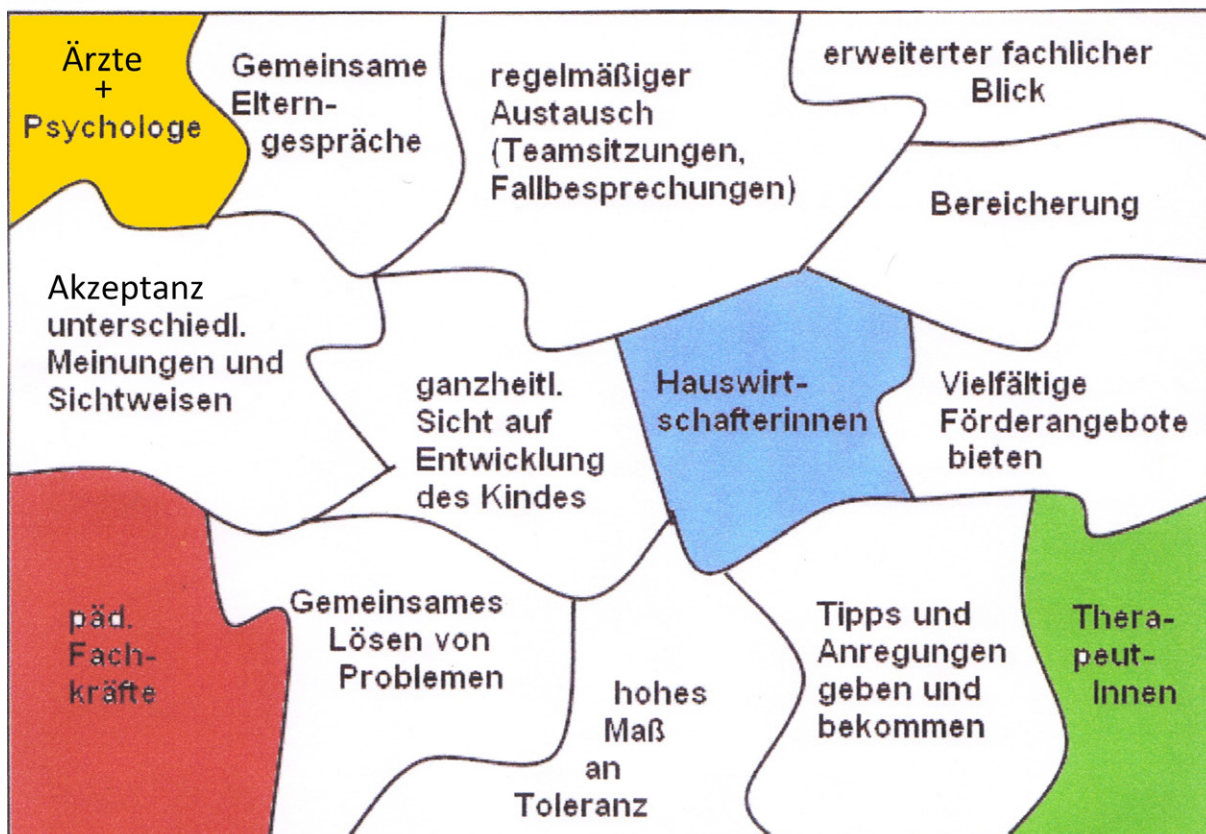 Ärzte
+
Psychologe
Gemeinsame
Eltern-
gespräche
regelmäßiger
Austausch
(Teamsitzungen,
Fallbesprechungen)
erweiterter fachlicher
Blick
Bereicherung
Akzeptanz
unterschiedl.
Meinungen und
Sichtweisen
ganzheitl.
Sicht auf
Entwicklung
des Kindes
Hauswirt-
schafterinnen
Vielfältige
Förderangebote
bieten
päd.
Fach-
kräfte
Gemeinsames
Lösen von
Problemen
hohes
Maß
an
Toleranz
Tipps und
Anregungen
geben und
bekommen
Thera-
peut-
Innen